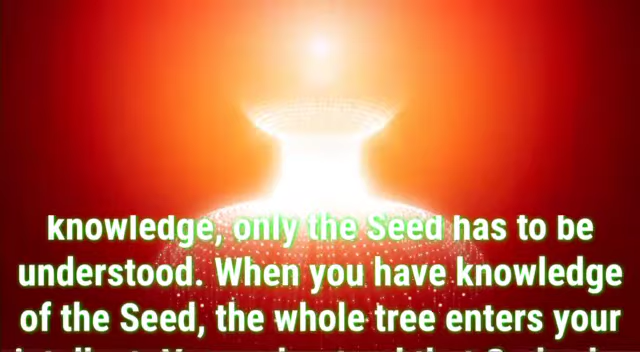 knowledge, only the Seed has to be
understood. When you have knowledge
of the Seed, the whole tree enters your